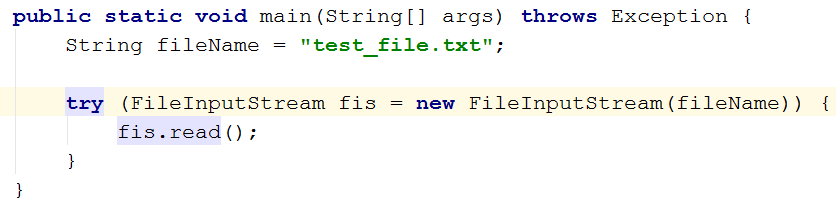 public static void main(String[] args) throws Exception {
    String fileName = "test_file.txt";
    try (FileInputStream fis = new FileInputStream(fileName)) {
        fis.read();
    }
}